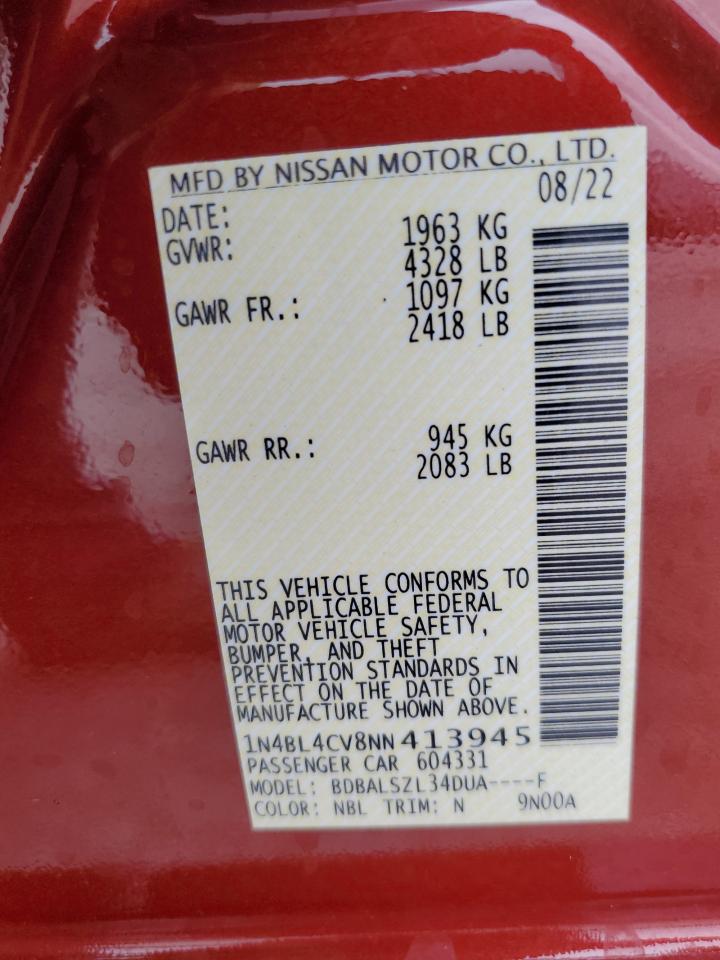 MFD BY NISSAN MOTOR CO., LTD.
DATE: 08/22
GVWR: 1963 KG
4328 LB
GAWR FR.: 1097 KG
2418 LB
GAWR RR.: 945 KG
2083 LB
THIS VEHICLE CONFORMS TO
ALL APPLICABLE FEDERAL
MOTOR VEHICLE SAFETY,
BUMPER, AND THEFT
PREVENTION STANDARDS IN
EFFECT ON THE DATE OF
MANUFACTURE SHOWN ABOVE.
1N4BL4CV8NN413945
PASSENGER CAR 604331
MODEL: BDBALSZL34DUA----F
COLOR: NBL TRIM: N 9N00A